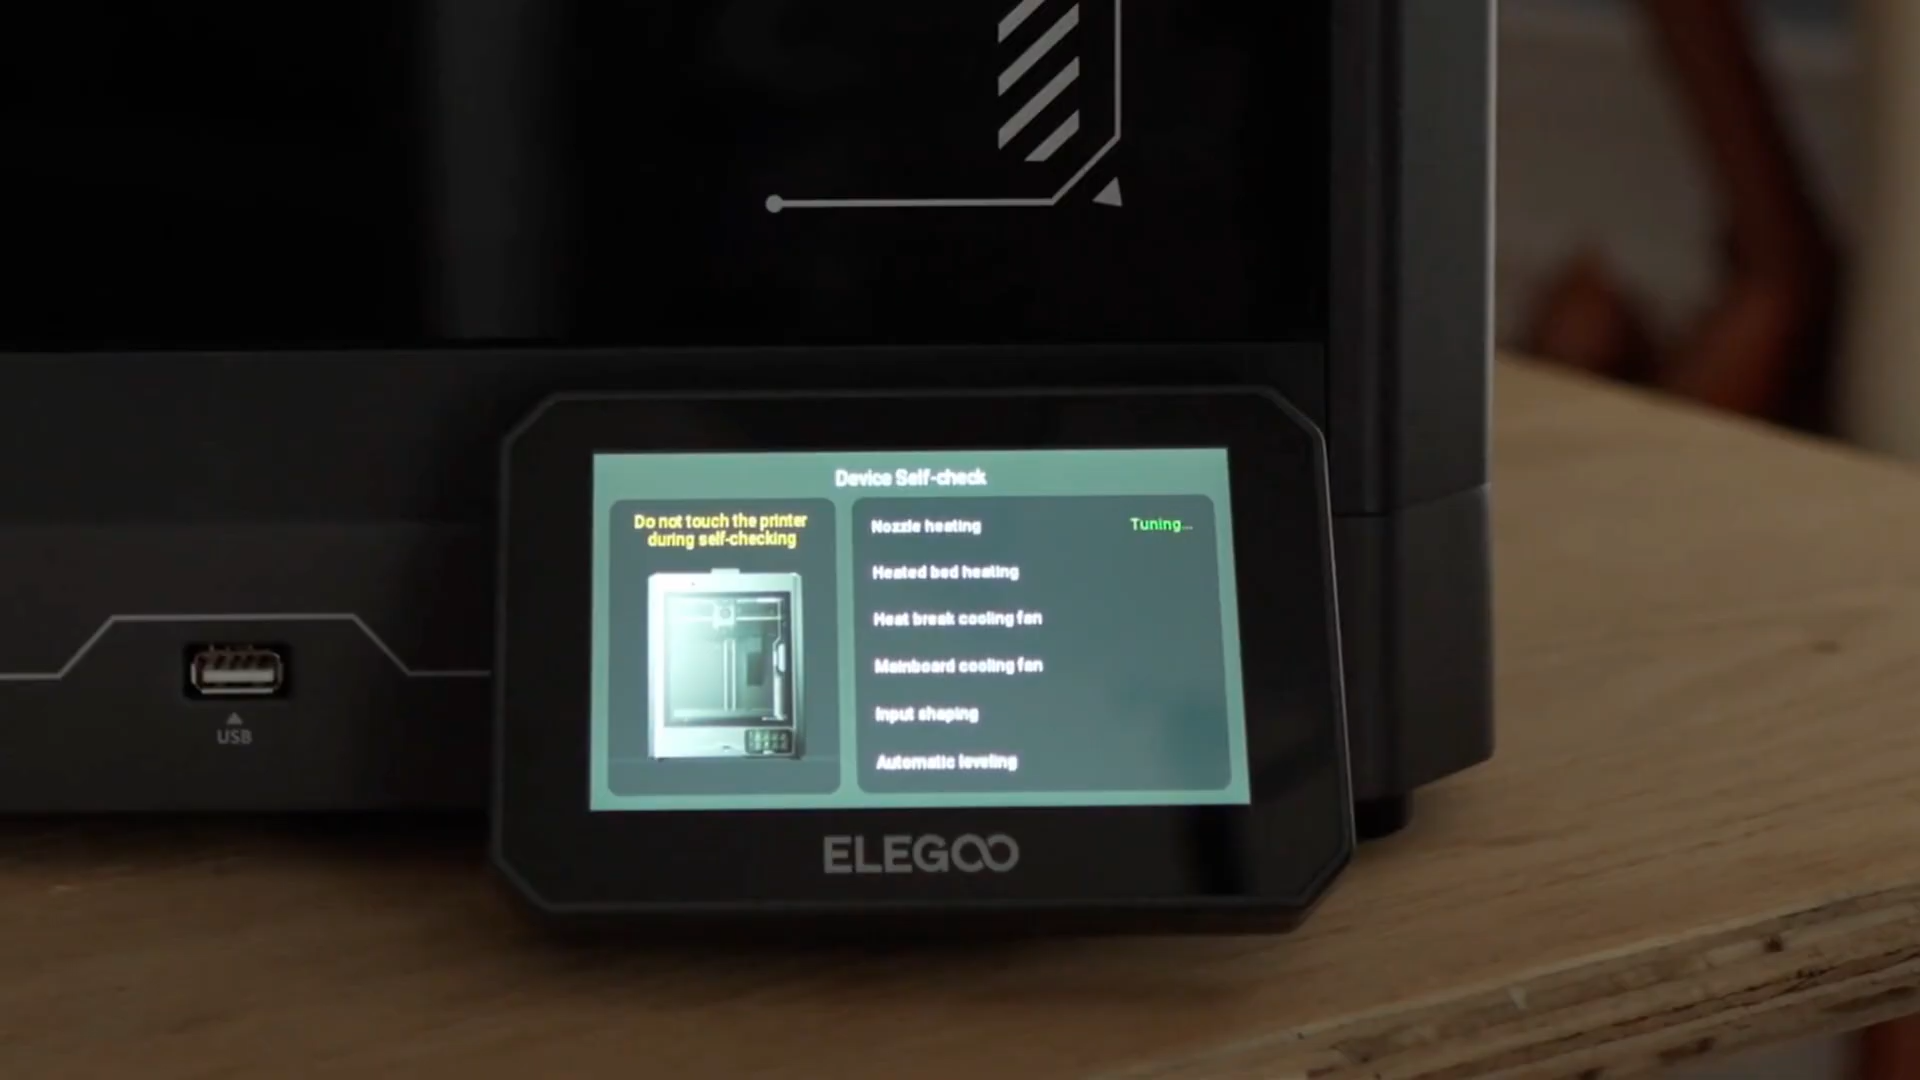 Device Self-check
Do not touch the printer
during self-checking
Nozzle heating Tuning...
Heated bed heating
Heat break cooling fan
Mainboard cooling fan
Input shaping
Automatic leveling
USB
ELEGOO